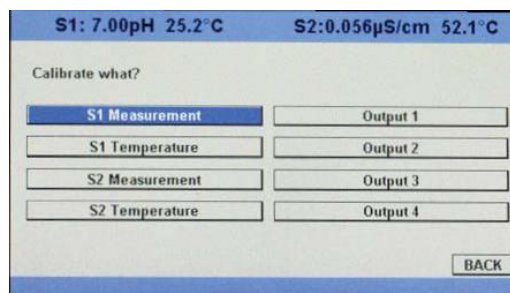 S1: 7.00pH 25.2°C S2:0.056µS/cm 52.1°C
Calibrate what?
S1 Measurement Output 1
S1 Temperature Output 2
S2 Measurement Output 3
S2 Temperature Output 4
BACK